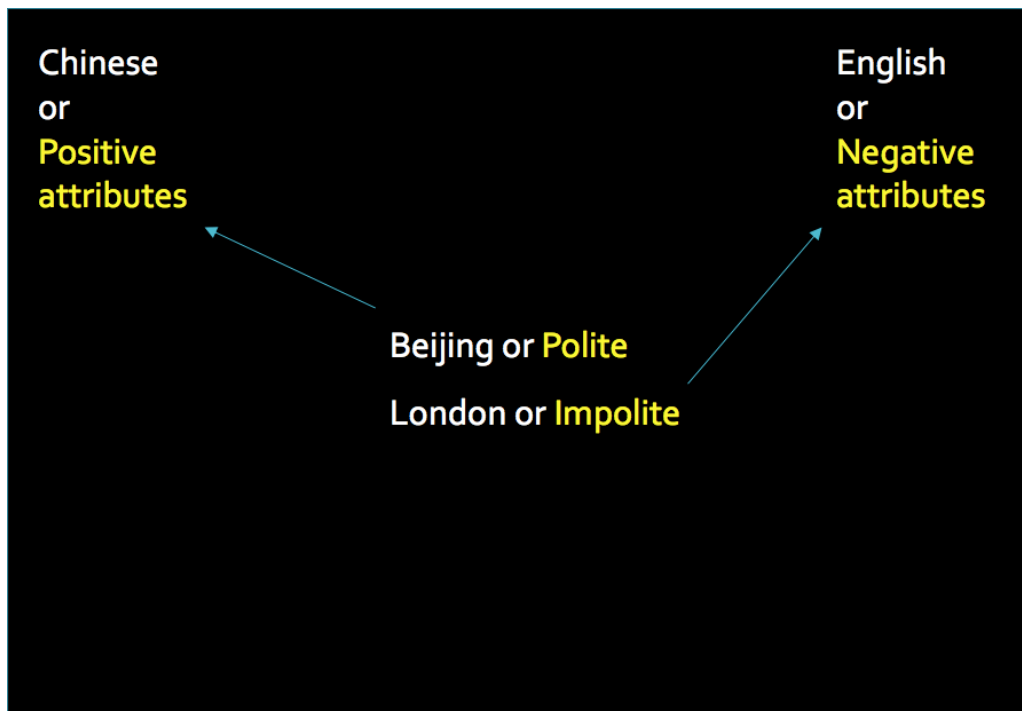 Chinese
or
Positive
attributes
English
or
Negative
attributes
Beijing or Polite
London or Impolite